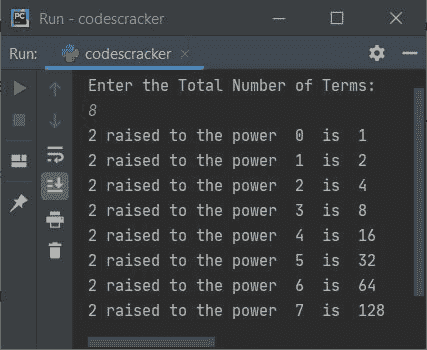 PC Run - codescracker
Run: codescracker
Enter the Total Number of Terms:
8
2 raised to the power  0  is  1
2 raised to the power  1  is  2
2 raised to the power  2  is  4
2 raised to the power  3  is  8
2 raised to the power  4  is  16
2 raised to the power  5  is  32
2 raised to the power  6  is  64
2 raised to the power  7  is  128